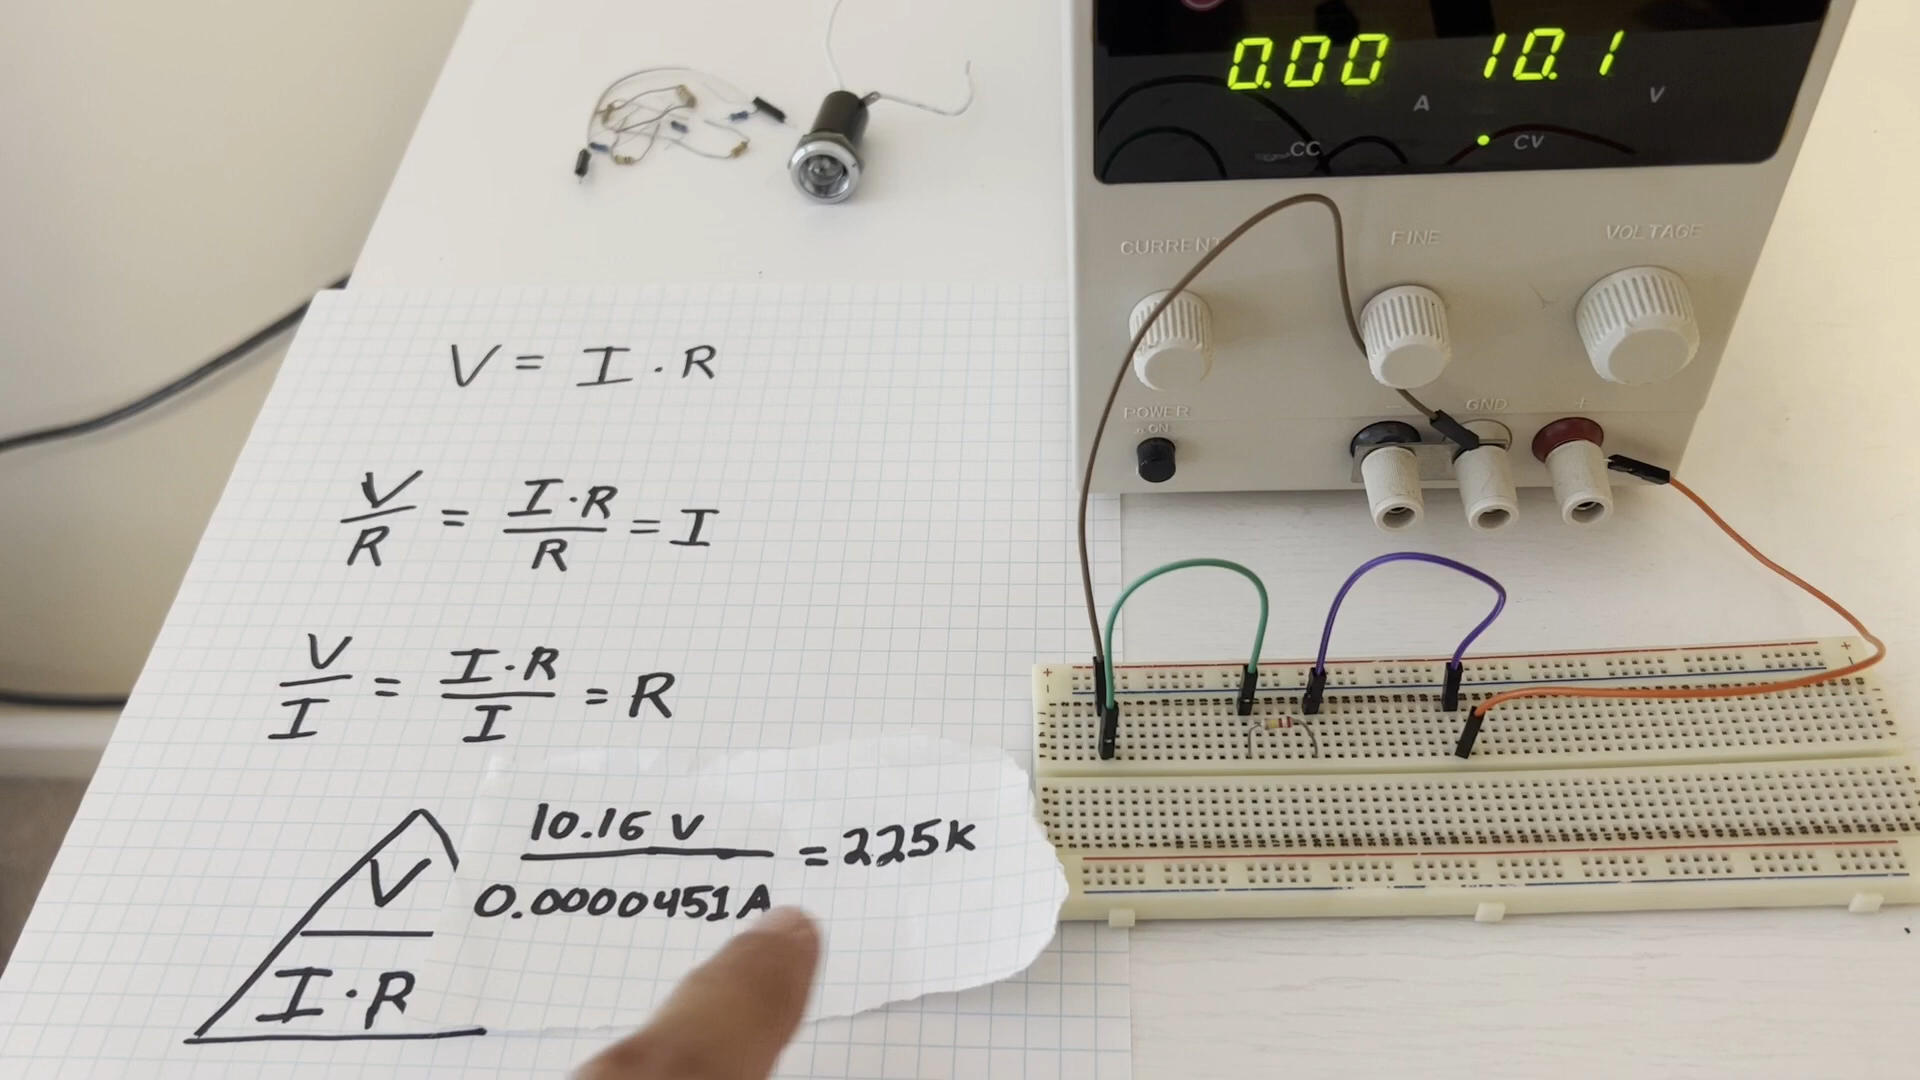 0.00 A 10.1 V
CC CV
CURRENT FINE VOLTAGE
POWER
ON
- GND +
V = I · R
V/R = I·R/R = I
V/I = I·R/I = R
V
I·R
10.16 V
0.0000451A
= 225K
+
-
+
-